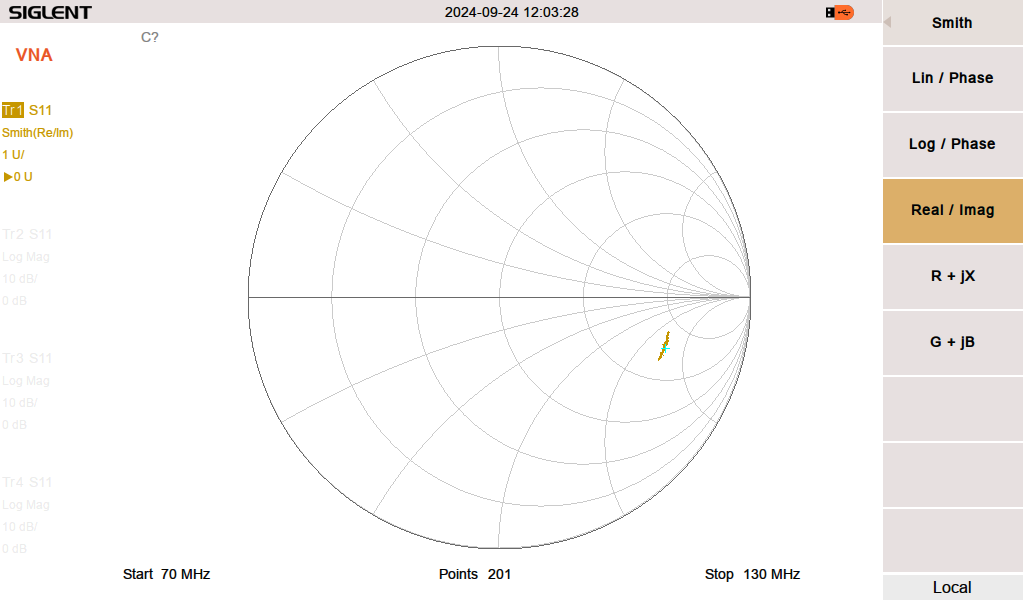 SIGLENT
2024-09-24 12:03:28
C?
VNA
Tr1 S11
Smith(Re/Im)
1 U/
▶0 U
Tr2 S11
Log Mag
10 dB/
0 dB
Tr3 S11
Log Mag
10 dB/
0 dB
Tr4 S11
Log Mag
10 dB/
0 dB
Start 70 MHz
Points 201
Stop 130 MHz
Smith
Lin / Phase
Log / Phase
Real / Imag
R + jX
G + jB
Local